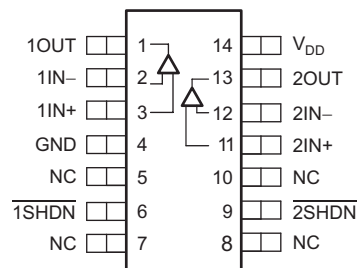 1OUT 1 14 V_DD
1IN− 2 13 2OUT
1IN+ 3 12 2IN−
GND 4 11 2IN+
NC 5 10 NC
1SHDN 6 9 2SHDN
NC 7 8 NC